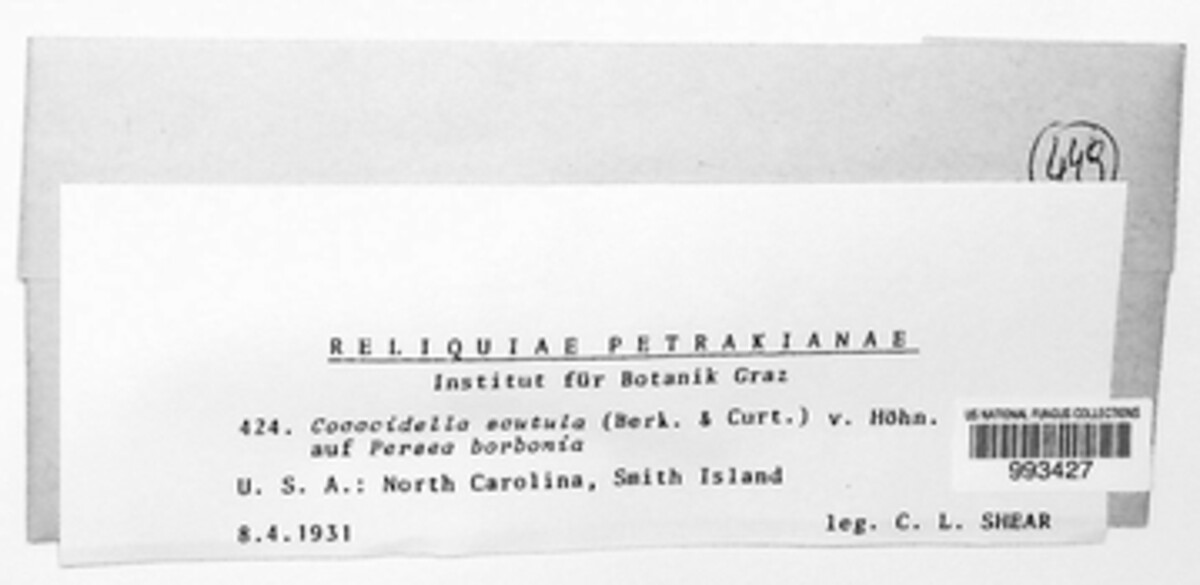 449
RELIQUIAE PETRAKIANAE
Institut für Botanik Graz
424. Coccoidella scutula (Berk. & Curt.) v. Höhn.
auf Persea borbonia
U. S. A.: North Carolina, Smith Island
8.4.1931
leg. C. L. SHEAR
US NATIONAL FUNGUS COLLECTIONS
993427